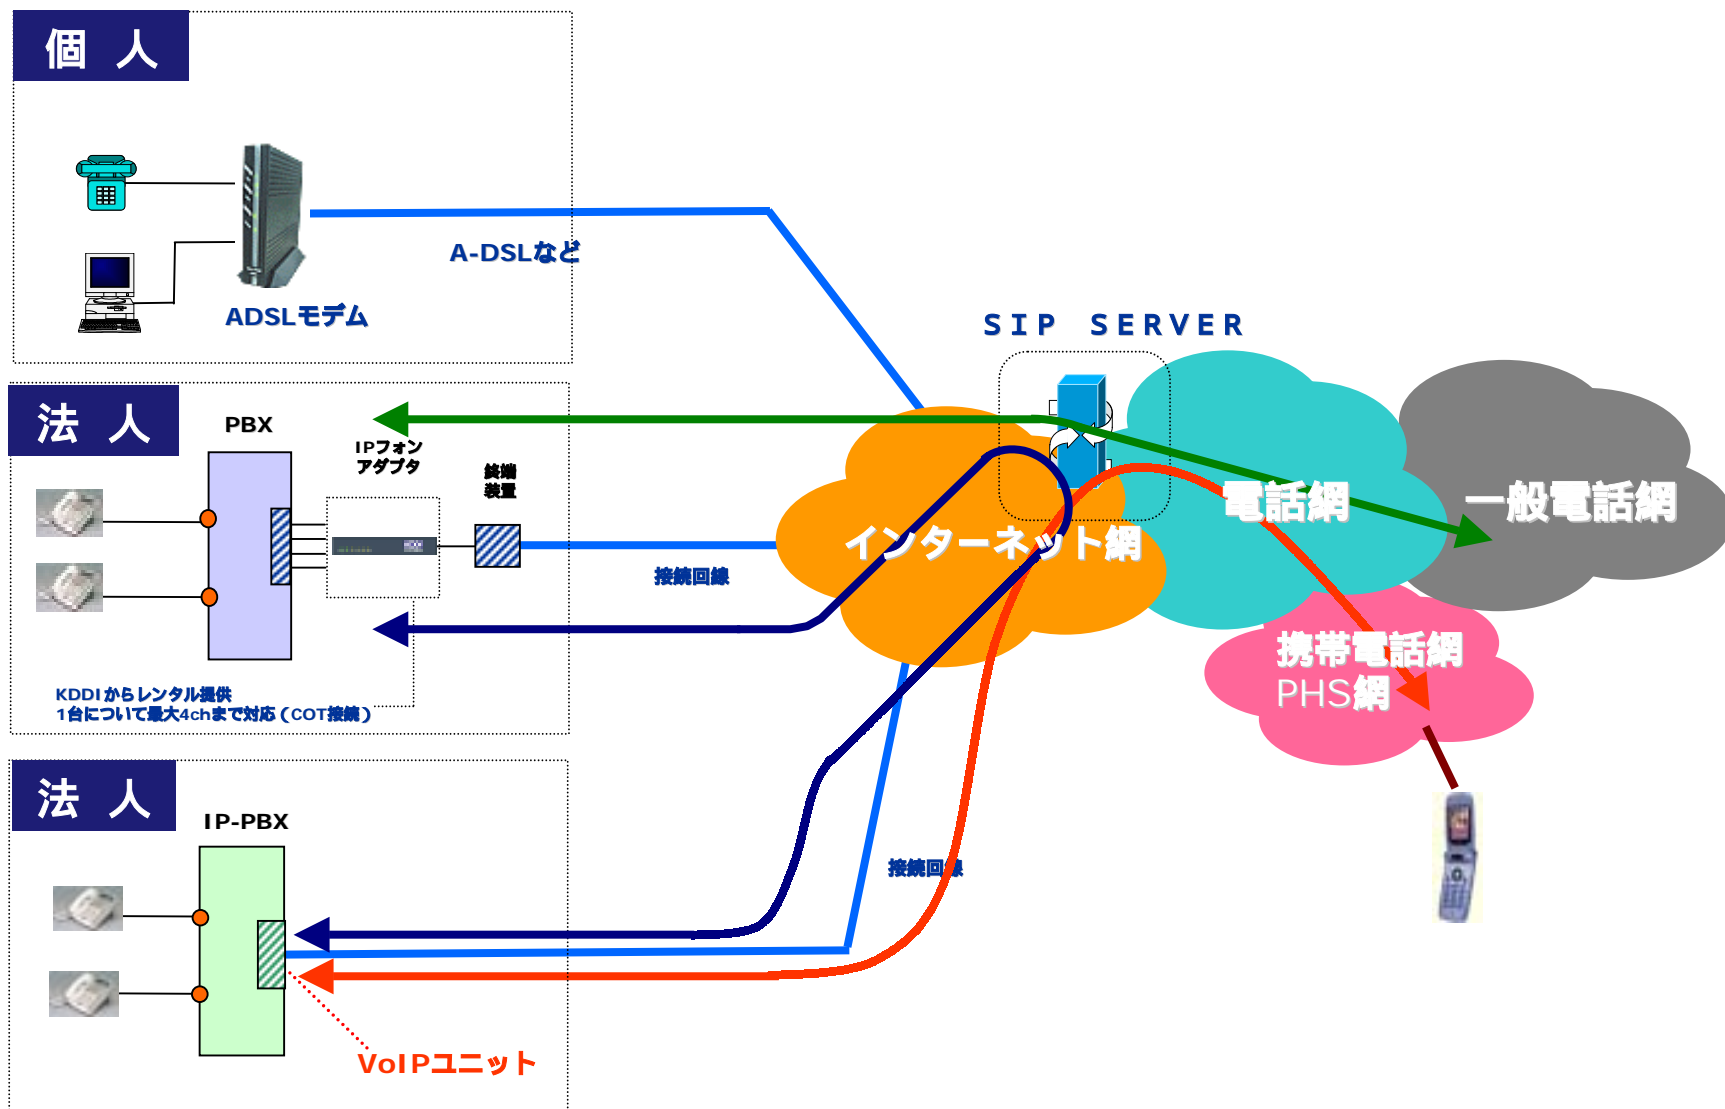 個 人
A-DSLなど
ADSLモデム
SIP SERVER
法 人
PBX
IPフォン
アダプタ
終端
装置
電話網
一般電話網
インターネット網
接続回線
携帯電話網
PHS網
KDDIからレンタル提供
1台について最大4chまで対応（COT接続）
法 人
IP-PBX
接続回線
VoIPユニット